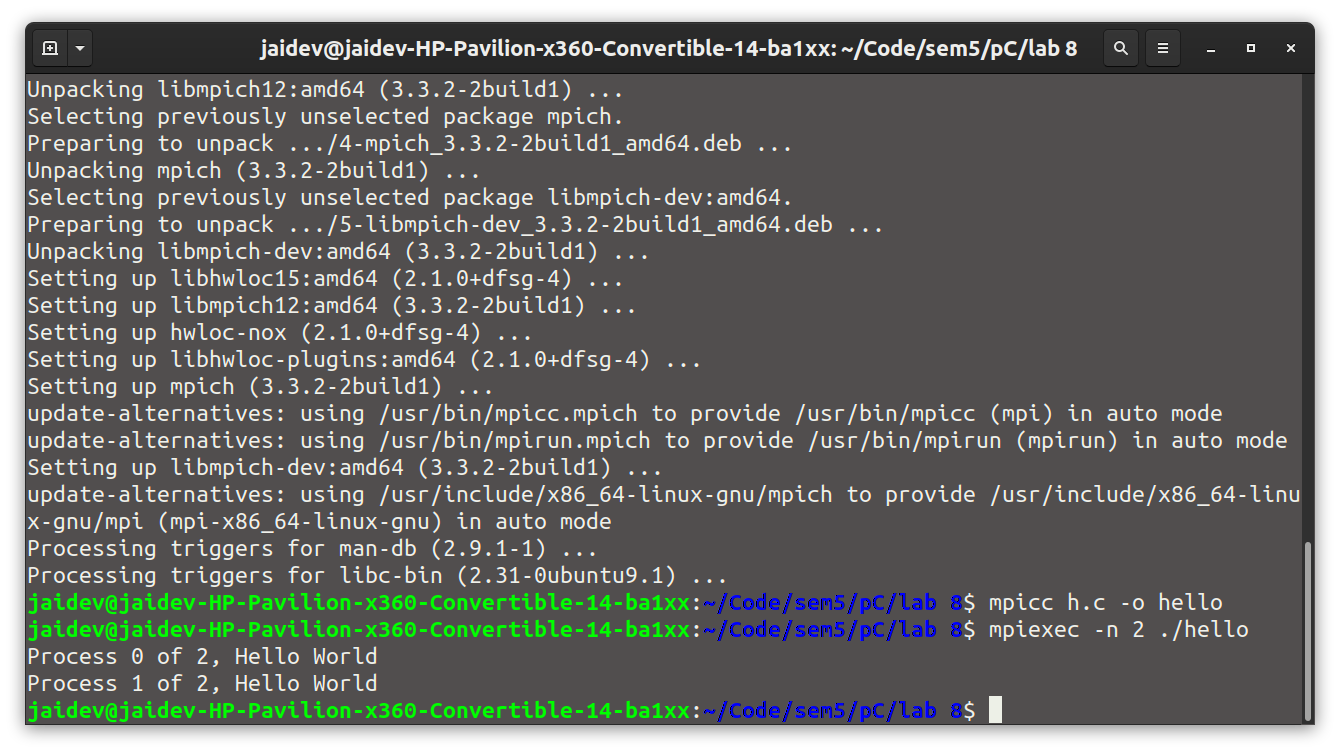 jaidev@jaidev-HP-Pavilion-x360-Convertible-14-ba1xx: ~/Code/sem5/pC/lab 8
Unpacking libmpich12:amd64 (3.3.2-2build1) ...
Selecting previously unselected package mpich.
Preparing to unpack .../4-mpich_3.3.2-2build1_amd64.deb ...
Unpacking mpich (3.3.2-2build1) ...
Selecting previously unselected package libmpich-dev:amd64.
Preparing to unpack .../5-libmpich-dev_3.3.2-2build1_amd64.deb ...
Unpacking libmpich-dev:amd64 (3.3.2-2build1) ...
Setting up libhwloc15:amd64 (2.1.0+dfsg-4) ...
Setting up libmpich12:amd64 (3.3.2-2build1) ...
Setting up hwloc-nox (2.1.0+dfsg-4) ...
Setting up libhwloc-plugins:amd64 (2.1.0+dfsg-4) ...
Setting up mpich (3.3.2-2build1) ...
update-alternatives: using /usr/bin/mpicc.mpich to provide /usr/bin/mpicc (mpi) in auto mode
update-alternatives: using /usr/bin/mpirun.mpich to provide /usr/bin/mpirun (mpirun) in auto mode
Setting up libmpich-dev:amd64 (3.3.2-2build1) ...
update-alternatives: using /usr/include/x86_64-linux-gnu/mpich to provide /usr/include/x86_64-linu
x-gnu/mpi (mpi-x86_64-linux-gnu) in auto mode
Processing triggers for man-db (2.9.1-1) ...
Processing triggers for libc-bin (2.31-0ubuntu9.1) ...
jaidev@jaidev-HP-Pavilion-x360-Convertible-14-ba1xx:~/Code/sem5/pC/lab 8$ mpicc h.c -o hello
jaidev@jaidev-HP-Pavilion-x360-Convertible-14-ba1xx:~/Code/sem5/pC/lab 8$ mpiexec -n 2 ./hello
Process 0 of 2, Hello World
Process 1 of 2, Hello World
jaidev@jaidev-HP-Pavilion-x360-Convertible-14-ba1xx:~/Code/sem5/pC/lab 8$